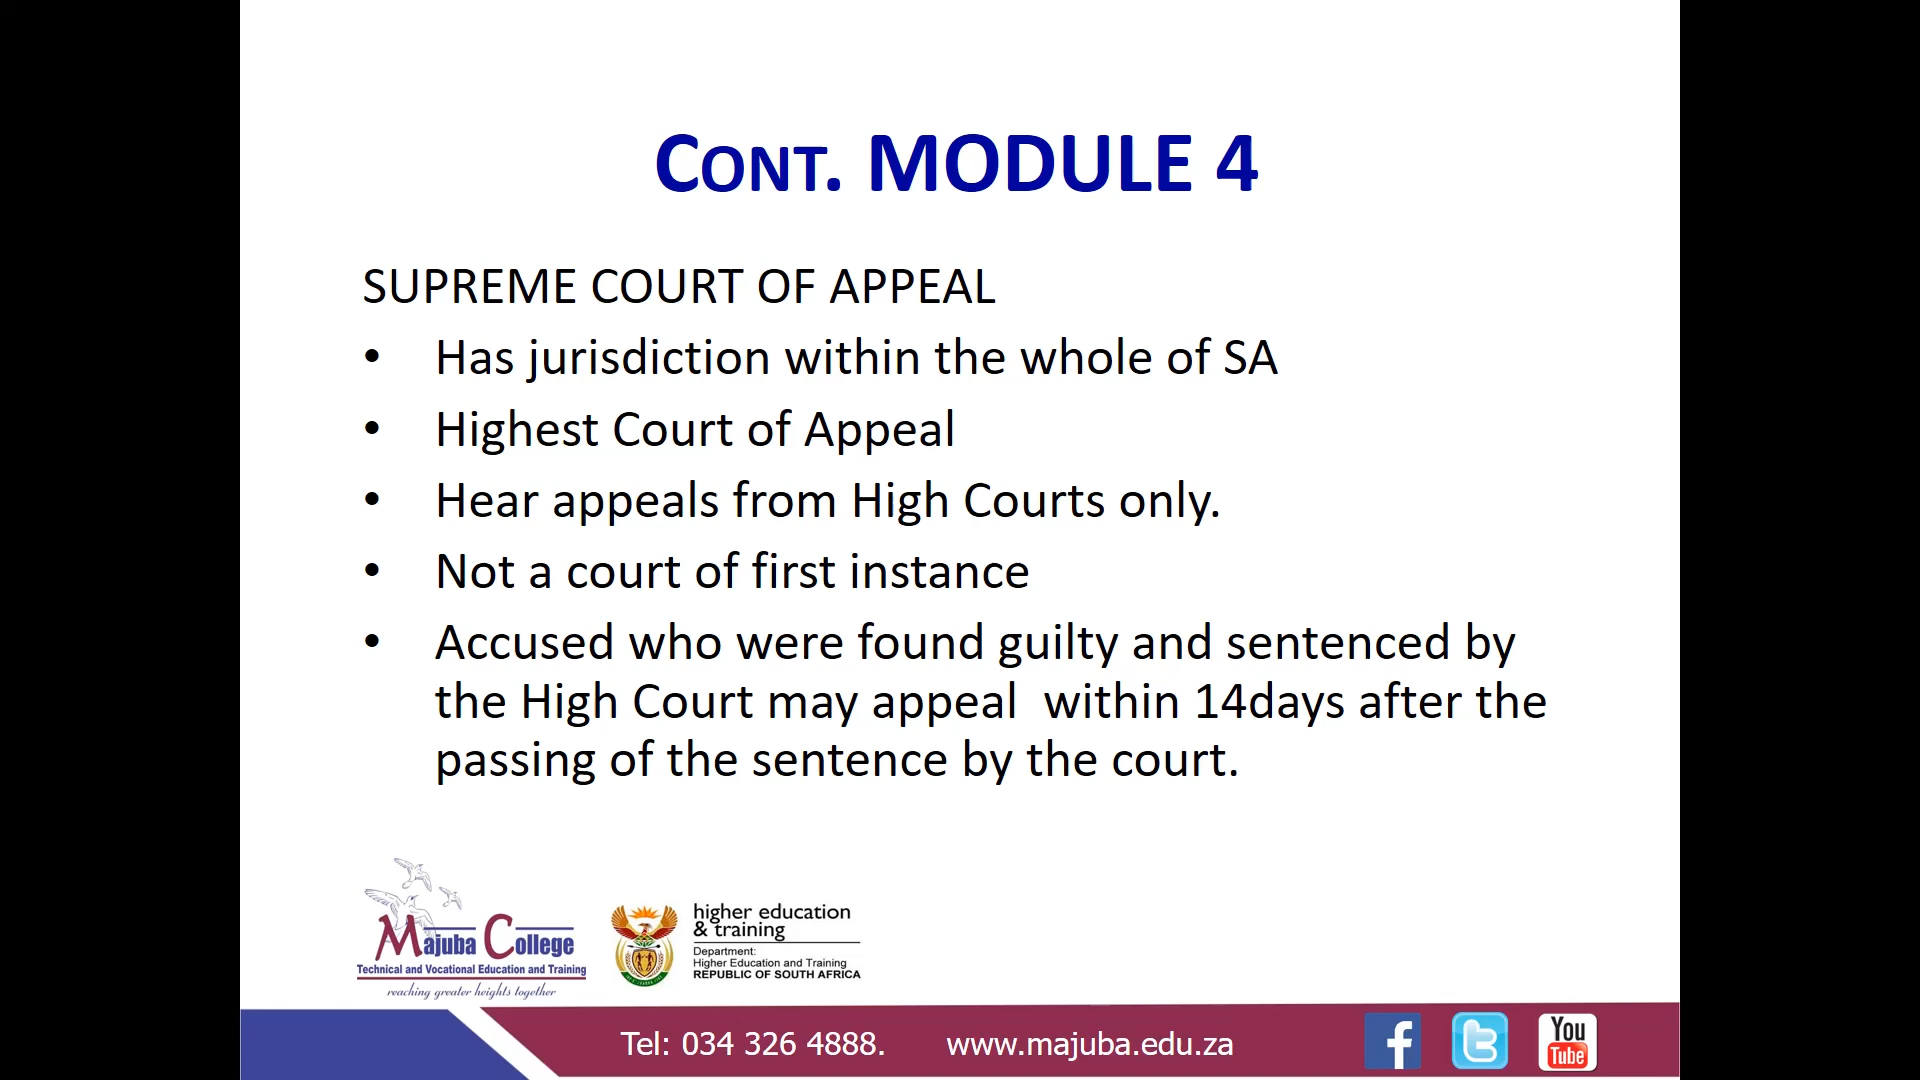 CONT. MODULE 4
SUPREME COURT OF APPEAL
• Has jurisdiction within the whole of SA
• Highest Court of Appeal
• Hear appeals from High Courts only.
• Not a court of first instance
• Accused who were found guilty and sentenced by
the High Court may appeal  within 14days after the
passing of the sentence by the court.
Majuba College
Technical and Vocational Education and Training
reaching greater heights together
higher education
& training
Department:
Higher Education and Training
REPUBLIC OF SOUTH AFRICA
Tel: 034 326 4888. www.majuba.edu.za
f
t
You
Tube